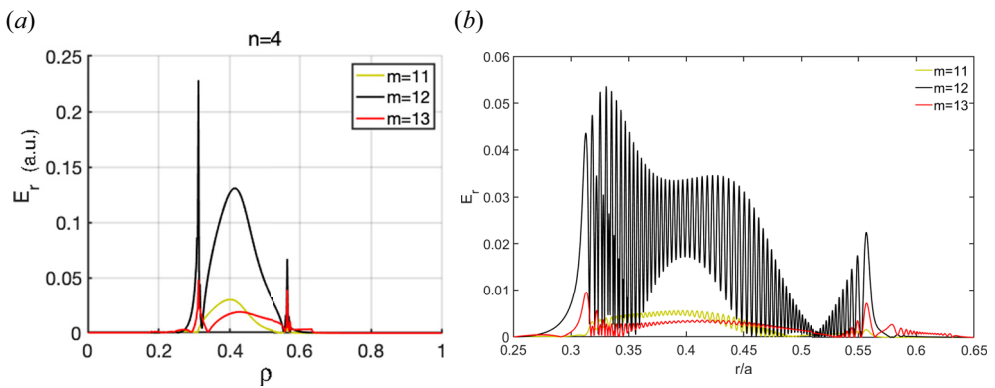 (a)
n=4
0.25
0.2
0.15
0.1
0.05
0
E_r (a.u.)
0 0.2 0.4 0.6 0.8 1
ρ
m=11
m=12
m=13
(b)
0.06
0.05
0.04
0.03
0.02
0.01
0
E_r
0.25 0.3 0.35 0.4 0.45 0.5 0.55 0.6 0.65
r/a
m=11
m=12
m=13